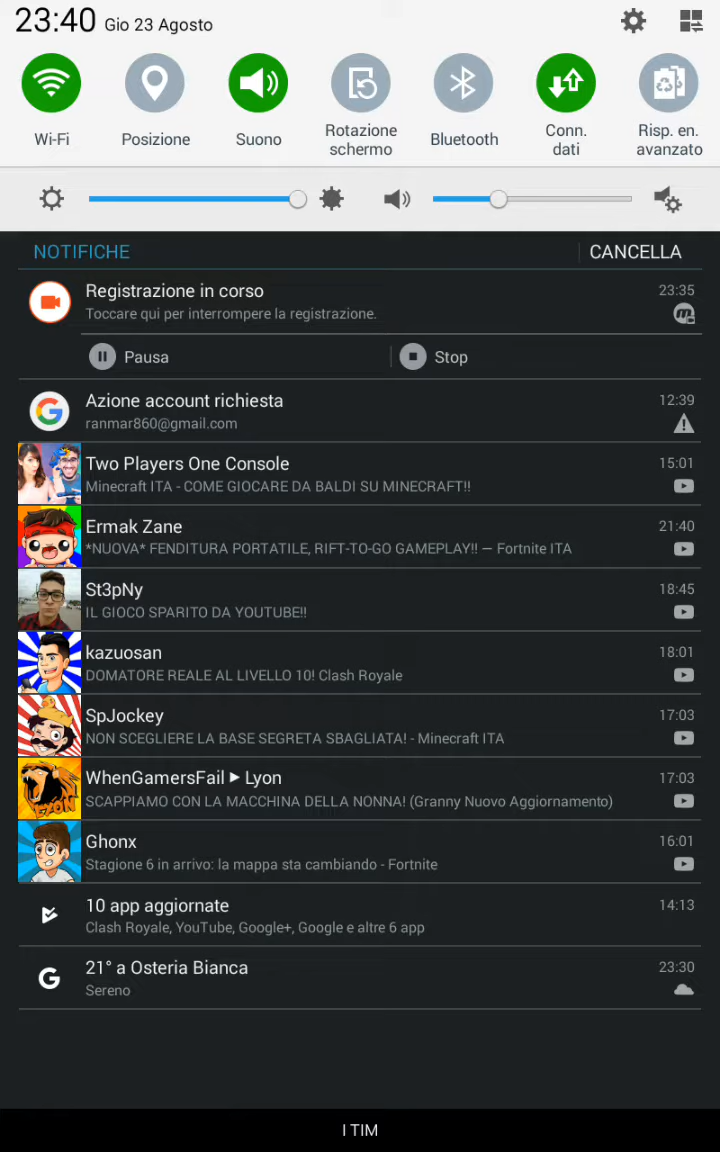 23:40 Gio 23 Agosto
Wi-Fi
Posizione
Suono
Rotazione
schermo
Bluetooth
Conn.
dati
Risp. en.
avanzato
NOTIFICHE
CANCELLA
Registrazione in corso 23:35
Toccare qui per interrompere la registrazione.
Pausa
Stop
Azione account richiesta 12:39
ranmar860@gmail.com
Two Players One Console 15:01
Minecraft ITA - COME GIOCARE DA BALDI SU MINECRAFT!!
Ermak Zane 21:40
*NUOVA* FENDITURA PORTATILE, RIFT-TO-GO GAMEPLAY!! — Fortnite ITA
St3pNy 18:45
IL GIOCO SPARITO DA YOUTUBE!!
kazuosan 18:01
DOMATORE REALE AL LIVELLO 10! Clash Royale
SpJockey 17:03
NON SCEGLIERE LA BASE SEGRETA SBAGLIATA! - Minecraft ITA
WhenGamersFail ▶ Lyon 17:03
SCAPPIAMO CON LA MACCHINA DELLA NONNA! (Granny Nuovo Aggiornamento)
LYON
Ghonx 16:01
Stagione 6 in arrivo: la mappa sta cambiando - Fortnite
10 app aggiornate 14:13
Clash Royale, YouTube, Google+, Google e altre 6 app
21° a Osteria Bianca 23:30
Sereno
I TIM